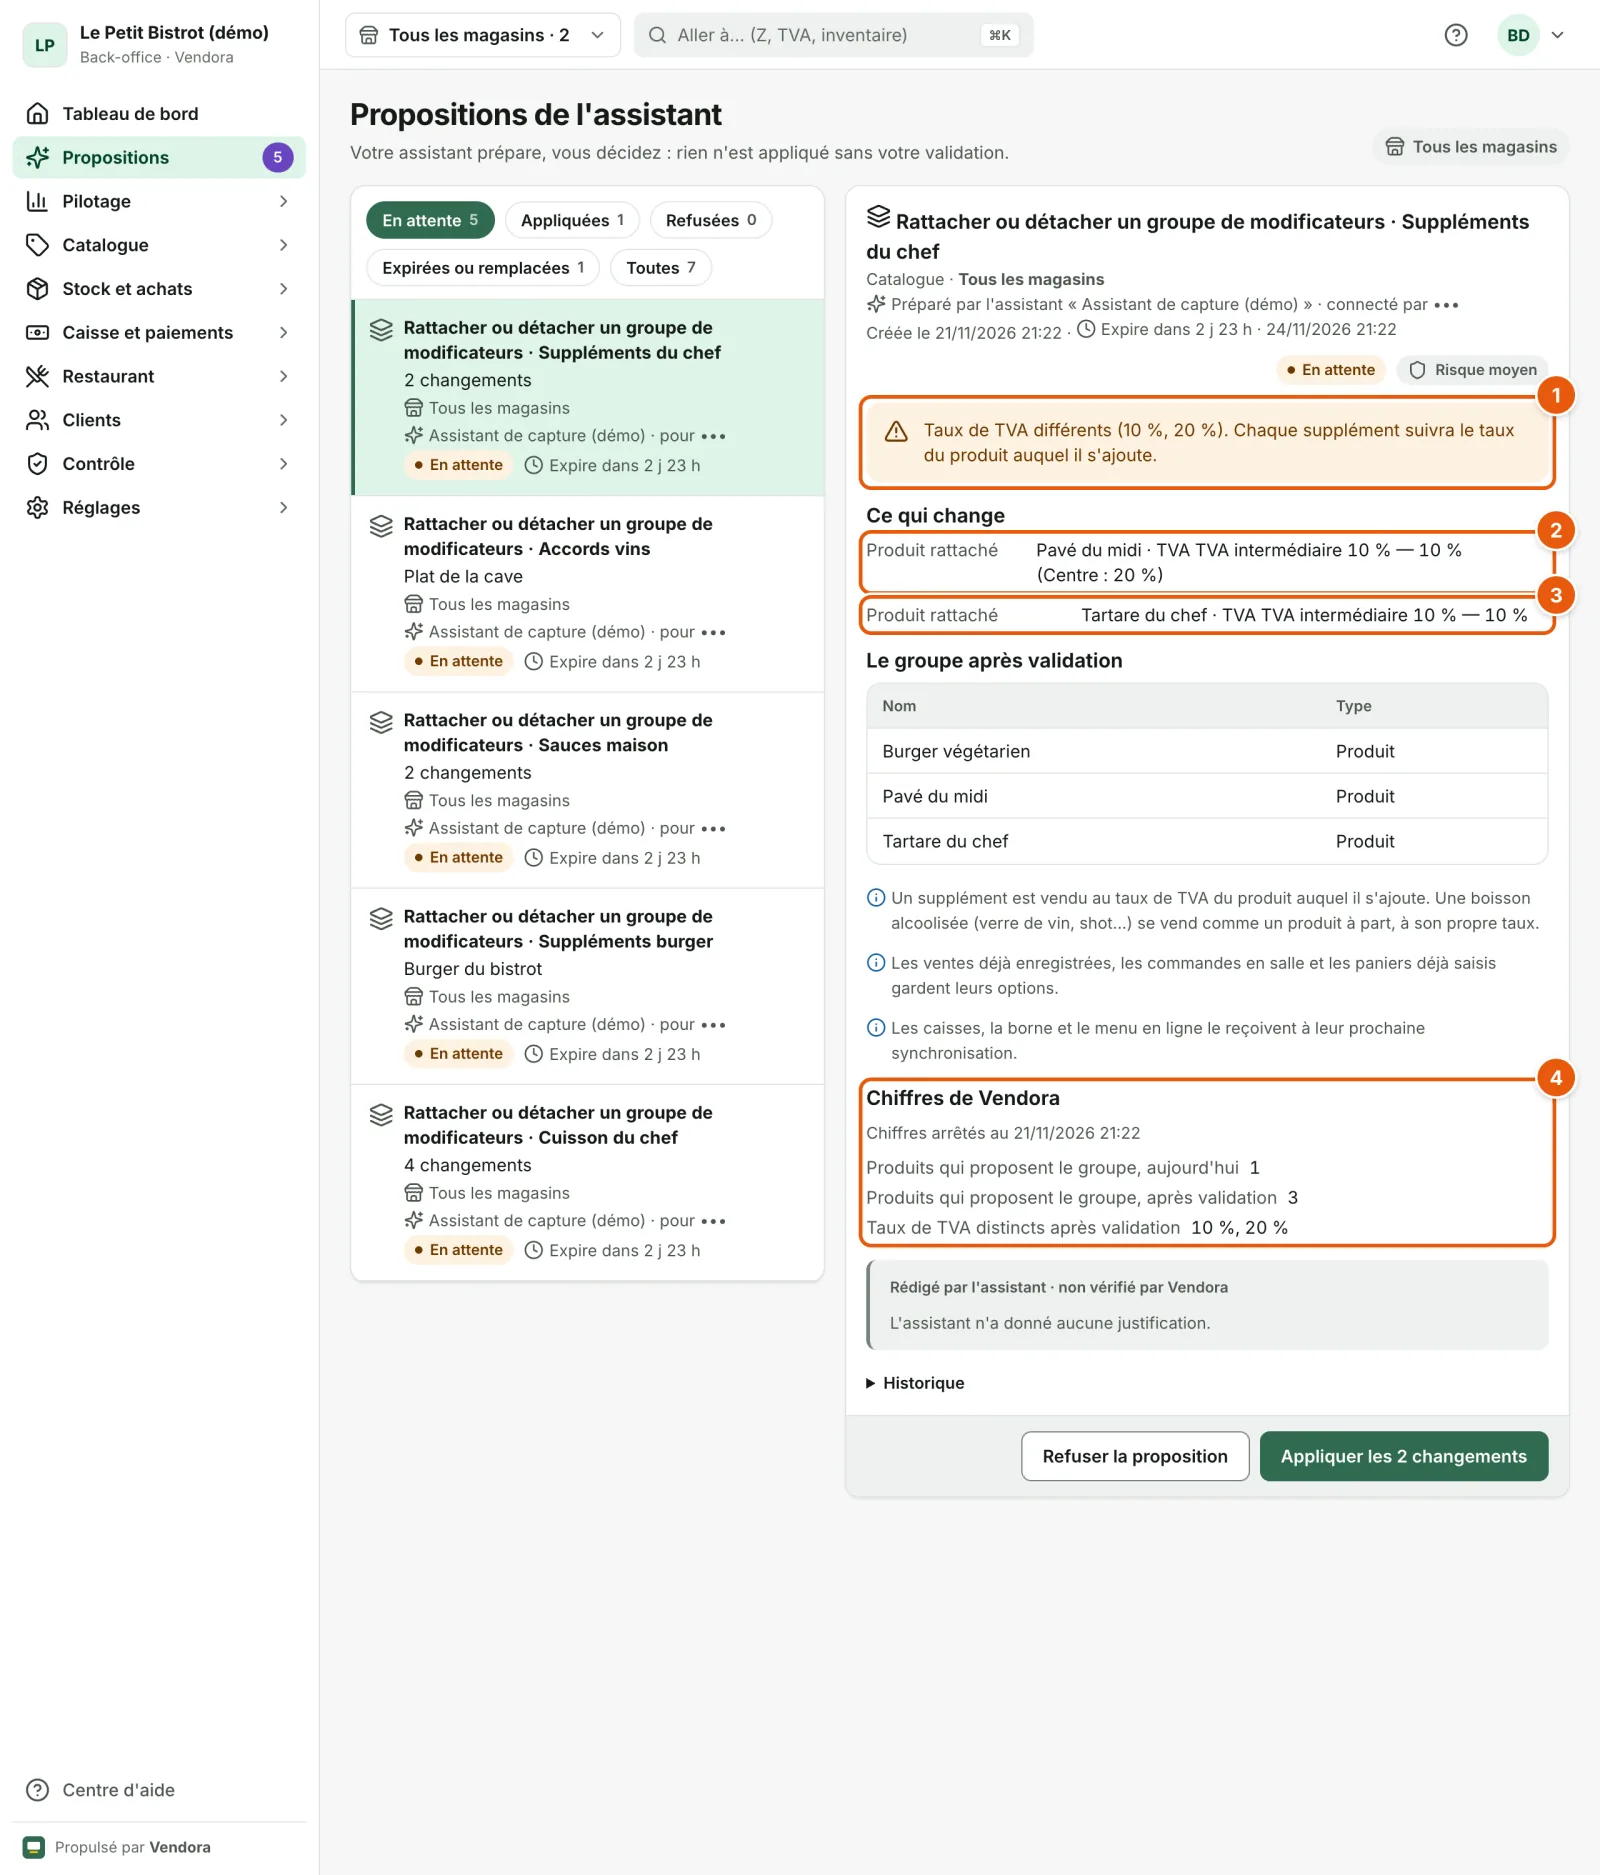 LP
Le Petit Bistrot (démo)
Back-office · Vendora
Tableau de bord
Propositions 5
Pilotage
Catalogue
Stock et achats
Caisse et paiements
Restaurant
Clients
Contrôle
Réglages
Centre d'aide
Propulsé par Vendora
Tous les magasins · 2
Aller à... (Z, TVA, inventaire) ⌘K
BD
Propositions de l'assistant
Votre assistant prépare, vous décidez : rien n'est appliqué sans votre validation.
Tous les magasins
En attente 5
Appliquées 1
Refusées 0
Expirées ou remplacées 1
Toutes 7
Rattacher ou détacher un groupe de
modificateurs · Suppléments du chef
2 changements
Tous les magasins
Assistant de capture (démo) · pour •••
En attente
Expire dans 2 j 23 h
Rattacher ou détacher un groupe de
modificateurs · Accords vins
Plat de la cave
Tous les magasins
Assistant de capture (démo) · pour •••
En attente
Expire dans 2 j 23 h
Rattacher ou détacher un groupe de
modificateurs · Sauces maison
2 changements
Tous les magasins
Assistant de capture (démo) · pour •••
En attente
Expire dans 2 j 23 h
Rattacher ou détacher un groupe de
modificateurs · Suppléments burger
Burger du bistrot
Tous les magasins
Assistant de capture (démo) · pour •••
En attente
Expire dans 2 j 23 h
Rattacher ou détacher un groupe de
modificateurs · Cuisson du chef
4 changements
Tous les magasins
Assistant de capture (démo) · pour •••
En attente
Expire dans 2 j 23 h
Rattacher ou détacher un groupe de modificateurs · Suppléments
du chef
Catalogue · Tous les magasins
Préparé par l'assistant « Assistant de capture (démo) » · connecté par •••
Créée le 21/11/2026 21:22 · Expire dans 2 j 23 h · 24/11/2026 21:22
En attente
Risque moyen
1
Taux de TVA différents (10 %, 20 %). Chaque supplément suivra le taux
du produit auquel il s'ajoute.
Ce qui change
2
Produit rattaché Pavé du midi · TVA TVA intermédiaire 10 % — 10 %
(Centre : 20 %)
3
Produit rattaché Tartare du chef · TVA TVA intermédiaire 10 % — 10 %
Le groupe après validation
Nom Type
Burger végétarien Produit
Pavé du midi Produit
Tartare du chef Produit
Un supplément est vendu au taux de TVA du produit auquel il s'ajoute. Une boisson
alcoolisée (verre de vin, shot…) se vend comme un produit à part, à son propre taux.
Les ventes déjà enregistrées, les commandes en salle et les paniers déjà saisis
gardent leurs options.
Les caisses, la borne et le menu en ligne le reçoivent à leur prochaine
synchronisation.
4
Chiffres de Vendora
Chiffres arrêtés au 21/11/2026 21:22
Produits qui proposent le groupe, aujourd'hui 1
Produits qui proposent le groupe, après validation 3
Taux de TVA distincts après validation 10 %, 20 %
Rédigé par l'assistant · non vérifié par Vendora
L'assistant n'a donné aucune justification.
Historique
Refuser la proposition
Appliquer les 2 changements